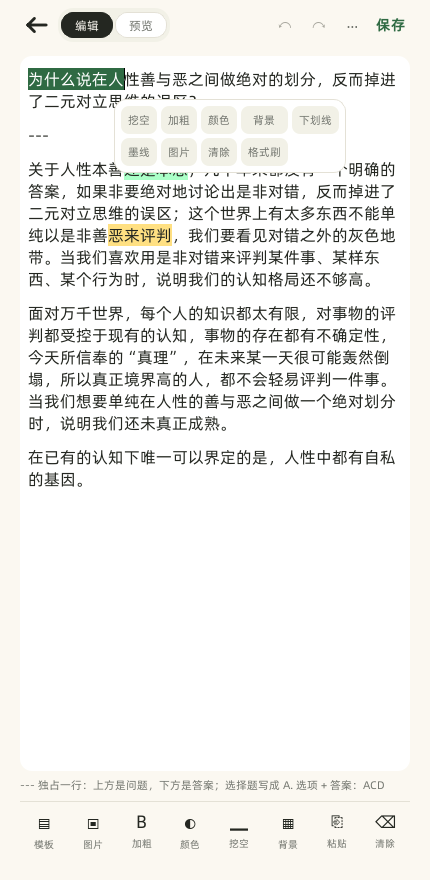 编辑 预览 ... 保存
为什么说在人性善与恶之间做绝对的划分，反而掉进
了二元对立思维的误区？
挖空 加粗 颜色 背景 下划线
---
墨线 图片 清除 格式刷
关于人性本善 个明确的
答案，如果非要绝对地讨论出是非对错，反而掉进了
二元对立思维的误区；这个世界上有太多东西不能单
纯以是非善恶来评判，我们要看见对错之外的灰色地
带。当我们喜欢用是非对错来评判某件事、某样东
西、某个行为时，说明我们的认知格局还不够高。
面对万千世界，每个人的知识都太有限，对事物的评
判都受控于现有的认知，事物的存在都有不确定性，
今天所信奉的“真理”，在未来某一天很可能轰然倒
塌，所以真正境界高的人，都不会轻易评判一件事。
当我们想要单纯在人性的善与恶之间做一个绝对划分
时，说明我们还未真正成熟。
在已有的认知下唯一可以界定的是，人性中都有自私
的基因。
--- 独占一行：上方是问题，下方是答案；选择题写成 A. 选项 + 答案：ACD
B
模板 图片 加粗 颜色 挖空 背景 粘贴 清除